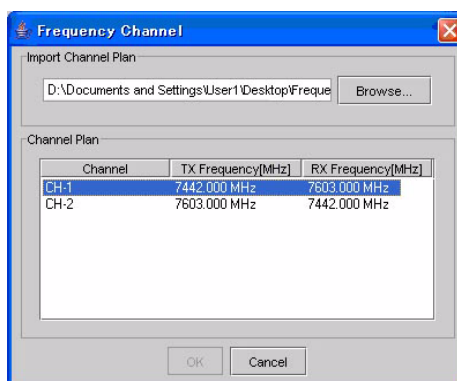 Frequency Channel
Import Channel Plan
D:\Documents and Settings\User1\Desktop\Freque Browse...
Channel Plan
Channel TX Frequency[MHz] RX Frequency[MHz]
CH-1 7442.000 MHz 7603.000 MHz
CH-2 7603.000 MHz 7442.000 MHz
OK Cancel